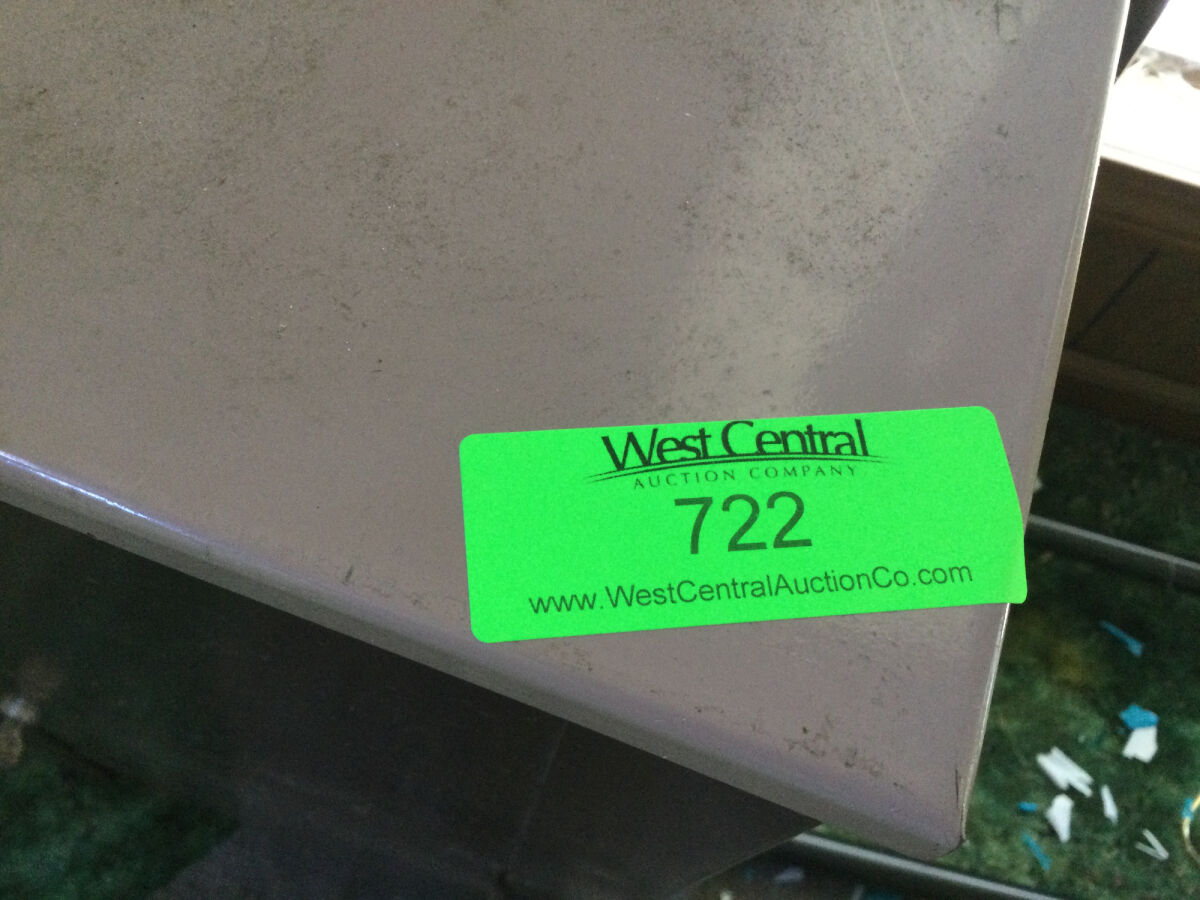 West Central
AUCTION COMPANY
722
www.WestCentralAuctionCo.com